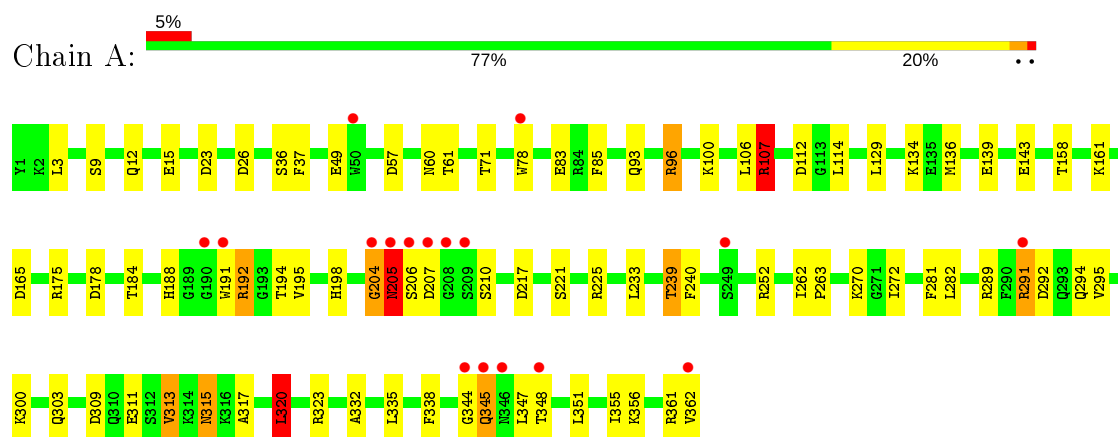 5%
Chain A:
77%
20%
Y1 K2 L3 S9 Q12 E15 D23 D26 S36 F37 E49 W50 D57 N60 T61 T71 W78 E83 R84 F85 Q93 R96 K100 L106 R107 D112 G113 L114 L129 K134 E135 M136 E139 E143 T158 K161
D165 R175 D178 T184 H188 G189 G190 W191 R192 G193 T194 V195 H198 G204 N205 S206 D207 G208 S209 S210 D217 S221 R225 L233 T239 F240 S249 R252 I262 P263 K270 G271 I272 F281 L282 R289 F290 R291 D292 Q293 Q294 V295
K300 Q303 D309 Q310 E311 S312 V313 K314 N315 K316 A317 L320 R323 A332 L335 F338 G344 Q345 N346 L347 T348 L351 I355 K356 R361 V362